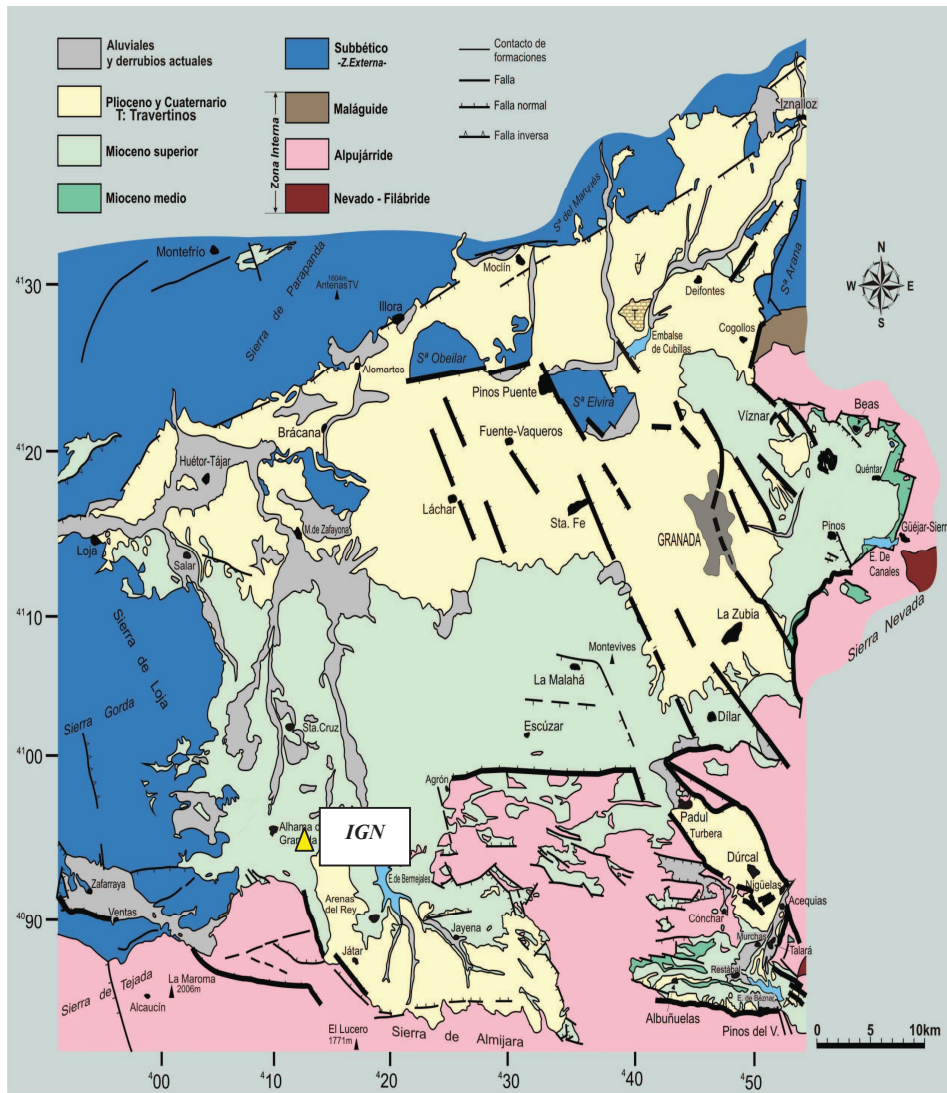 Aluviales
y derrubios actuales
Plioceno y Cuaternario
T: Travertinos
Mioceno superior
Mioceno medio
Subbético
-Z.Externa-
Zona Interna
Maláguide
Alpujárride
Nevado - Filábride
Contacto de
formaciones
Falla
Falla normal
Falla inversa
Iznalloz
Sª del Marqués
Montefrío
Moclín
Sierra de Parapanda
1604m
AntenasTV
T
Sª Arana
N
W
E
S
Deifontes
Illora
T
Embalse
de Cubillas
Cogollos
Sª Obeilar
Alomartes
Pinos Puente
Sª Elvira
Víznar
Beas
Brácana
Fuente-Vaqueros
Huétor-Tájar
Quéntar
Láchar
Sta. Fe
M.de Zafayona
GRANADA
Pinos
Güéjar-Sierra
Loja
Salar
E. De
Canales
La Zubia
Sierra Nevada
Sierra de Loja
Montevives
La Malahá
Sierra Gorda
Sta.Cruz
Escúzar
Dílar
Agrón
Padul
Turbera
Alhama de
Granada
IGN
Dúrcal
E.de Bermejales
Nigüelas
Zafarraya
Arenas
del Rey
Acequias
Ventas
Cónchar
Jayena
Murchas
Talará
Játar
Restábal
Sierra de Tejada
La Maroma
2006m
Alcaucín
E. de Béznar
Albuñuelas
El Lucero
1771m
Sierra de Almijara
Pinos del V.
0 5 10km
⁴¹30
⁴¹20
⁴¹10
⁴¹00
⁴⁰90
⁴00 ⁴10 ⁴20 ⁴30 ⁴40 ⁴50